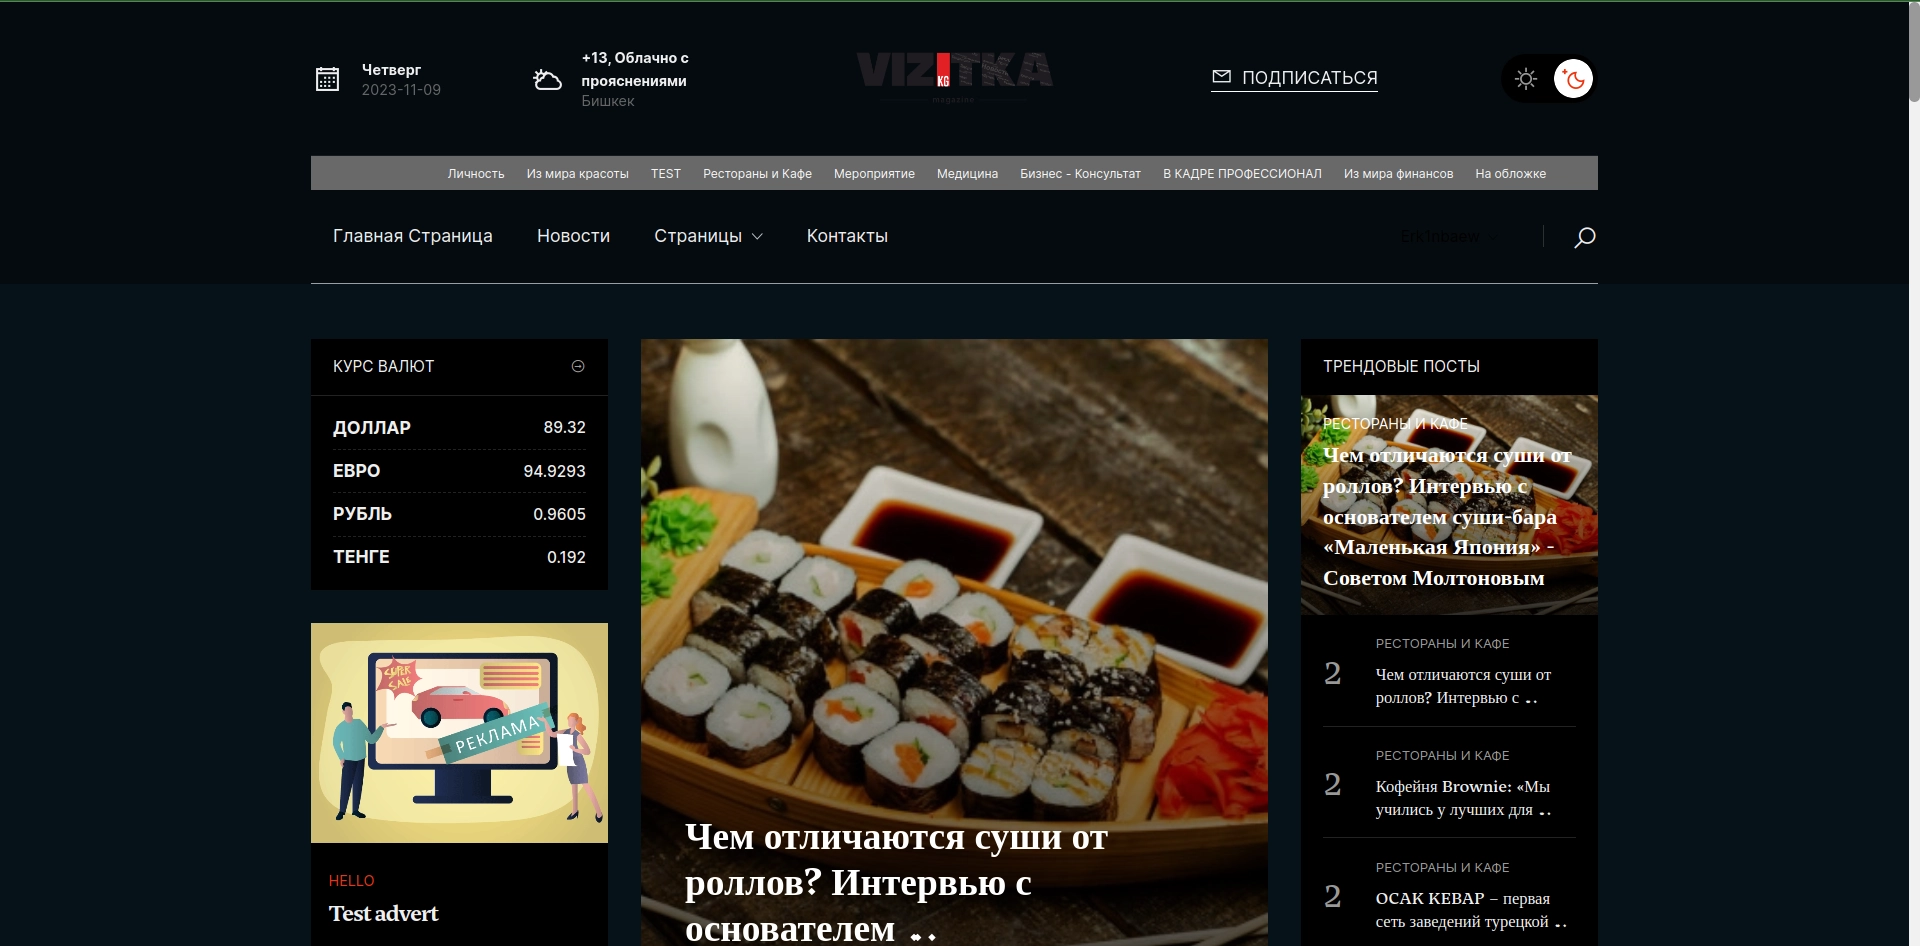 Четверг
2023-11-09
+13, Облачно с
прояснениями
Бишкек
VIZITKA
KG
magazine
ПОДПИСАТЬСЯ
Личность Из мира красоты TEST Рестораны и Кафе Мероприятие Медицина Бизнес - Консультат В КАДРЕ ПРОФЕССИОНАЛ Из мира финансов На обложке
Главная Страница Новости Страницы Контакты
КУРС ВАЛЮТ
ДОЛЛАР 89.32
ЕВРО 94.9293
РУБЛЬ 0.9605
ТЕНГЕ 0.192
SUPER
SALE
РЕКЛАМА
HELLO
Test advert
Чем отличаются суши от
роллов? Интервью с
основателем ..
ТРЕНДОВЫЕ ПОСТЫ
РЕСТОРАНЫ И КАФЕ
Чем отличаются суши от
роллов? Интервью с
основателем суши-бара
«Маленькая Япония» -
Советом Молтоновым
РЕСТОРАНЫ И КАФЕ
2
Чем отличаются суши от
роллов? Интервью с ..
РЕСТОРАНЫ И КАФЕ
2
Кофейня Brownie: «Мы
учились у лучших для ..
РЕСТОРАНЫ И КАФЕ
2
ОСАК КЕВАР – первая
сеть заведений турецкой ..